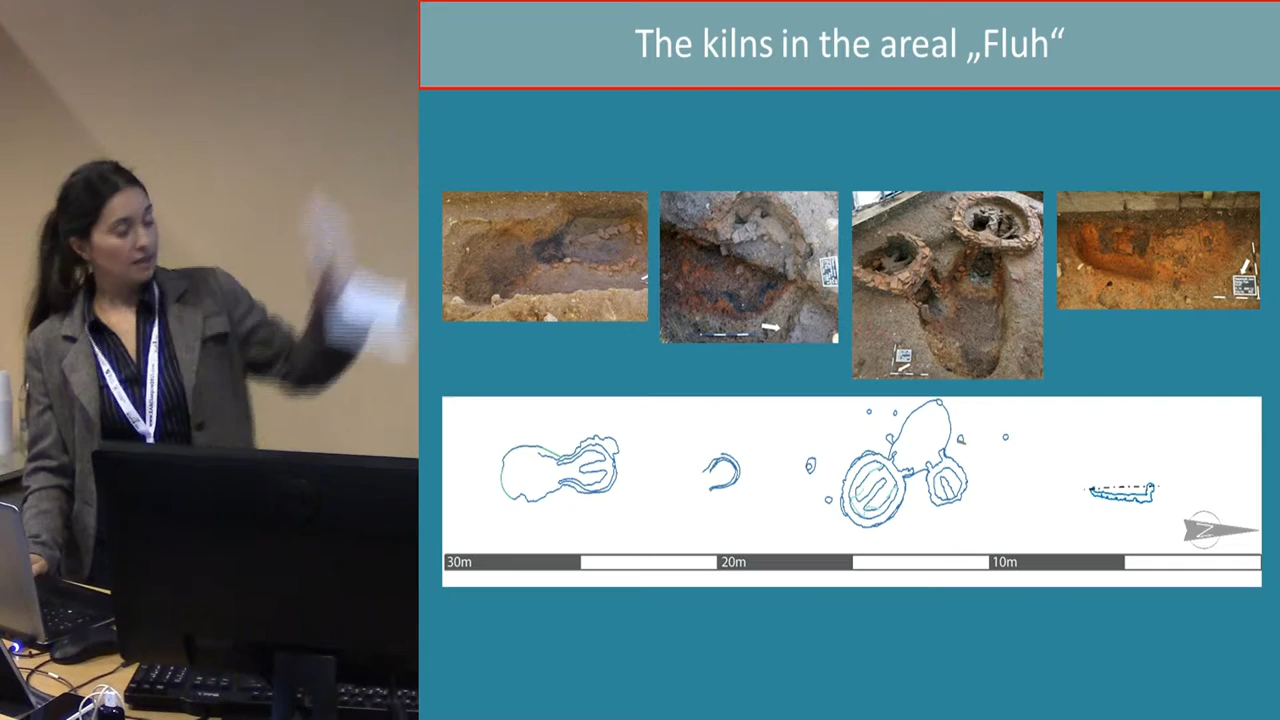 The kilns in the areal „Fluh“
30m
20m
10m
N